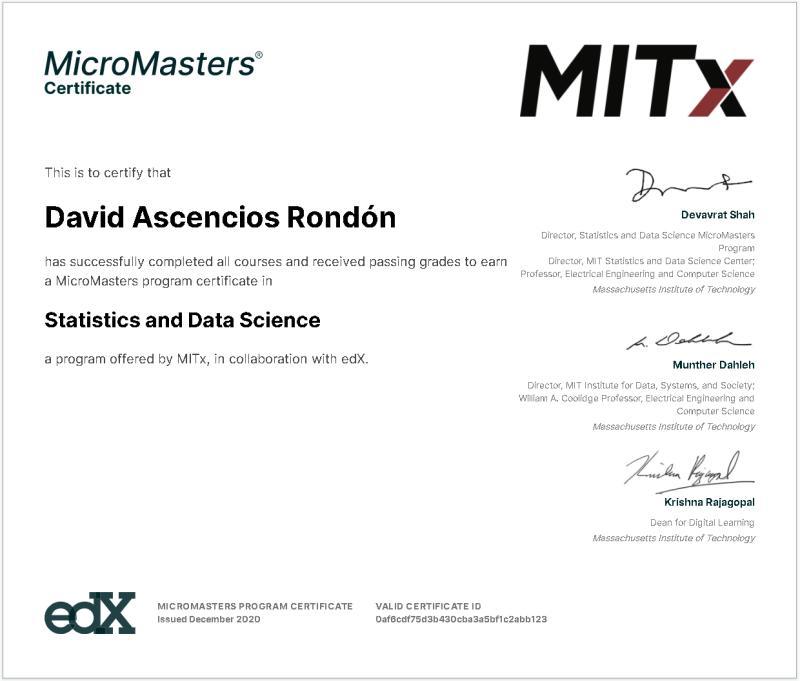 MicroMasters®
Certificate
MITx
This is to certify that
David Ascencios Rondón
has successfully completed all courses and received passing grades to earn
a MicroMasters program certificate in
Statistics and Data Science
a program offered by MITx, in collaboration with edX.
Devavrat Shah
Director, Statistics and Data Science MicroMasters
Program
Director, MIT Statistics and Data Science Center;
Professor, Electrical Engineering and Computer Science
Massachusetts Institute of Technology
Munther Dahleh
Director, MIT Institute for Data, Systems, and Society;
William A. Coolidge Professor, Electrical Engineering and
Computer Science
Massachusetts Institute of Technology
Krishna Rajagopal
Dean for Digital Learning
Massachusetts Institute of Technology
edX
MICROMASTERS PROGRAM CERTIFICATE
Issued December 2020
VALID CERTIFICATE ID
0af6cdf75d3b430cba3a5bf1c2abb123